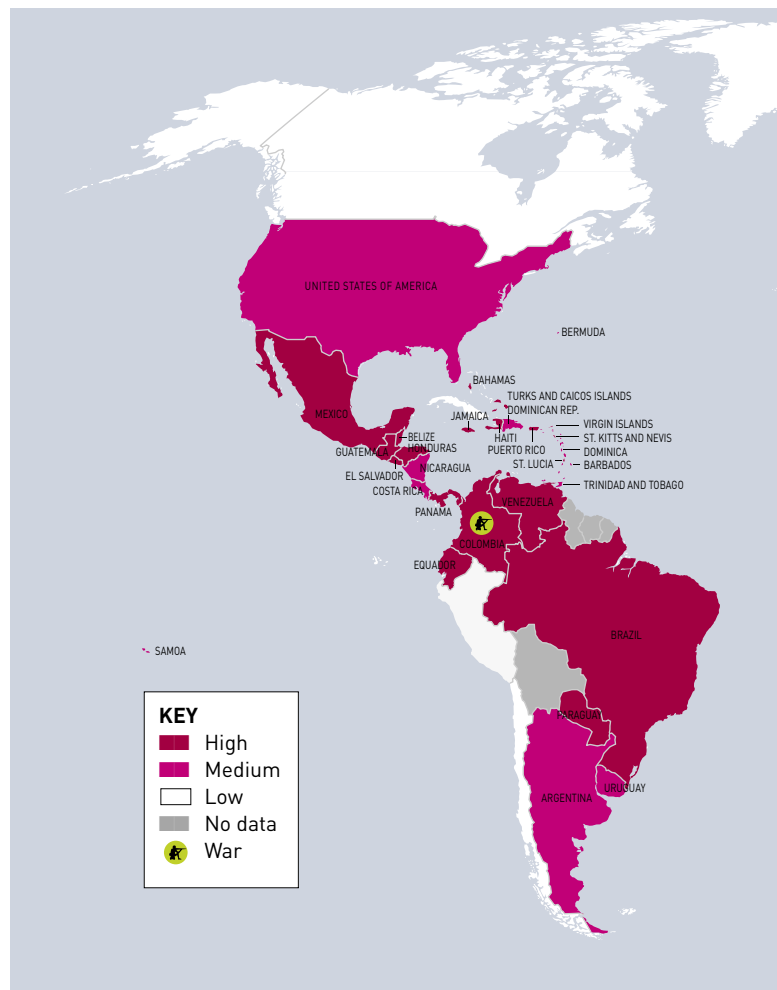 UNITED STATES OF AMERICA
BERMUDA
BAHAMAS
TURKS AND CAICOS ISLANDS
DOMINICAN REP.
MEXICO
JAMAICA
VIRGIN ISLANDS
BELIZE
HAITI
ST. KITTS AND NEVIS
GUATEMALA
HONDURAS
PUERTO RICO
DOMINICA
ST. LUCIA
BARBADOS
NICARAGUA
EL SALVADOR
TRINIDAD AND TOBAGO
COSTA RICA
VENEZUELA
PANAMA
COLOMBIA
EQUADOR
BRAZIL
SAMOA
PARAGUAY
URUGUAY
ARGENTINA
KEY
High
Medium
Low
No data
War